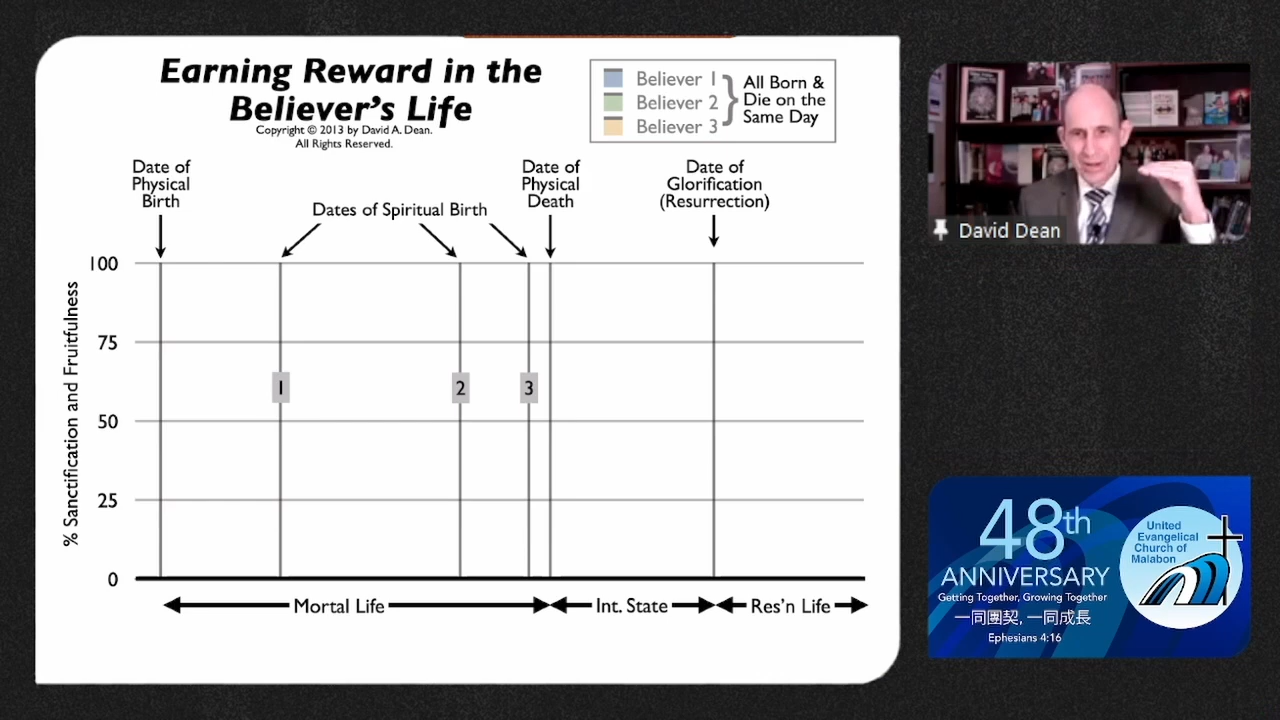 Earning Reward in the
Believer's Life
Copyright © 2013 by David A. Dean.
All Rights Reserved.
Believer 1
Believer 2
Believer 3
All Born &
Die on the
Same Day
Date of
Physical
Birth
Dates of Spiritual Birth
Date of
Physical
Death
Date of
Glorification
(Resurrection)
% Sanctification and Fruitfulness
100
75
50
25
0
1
2
3
Mortal Life
Int. State
Res'n Life
David Dean
48th
ANNIVERSARY
Getting Together, Growing Together
一同團契, 一同成長
Ephesians 4:16
United
Evangelical
Church of
Malabon